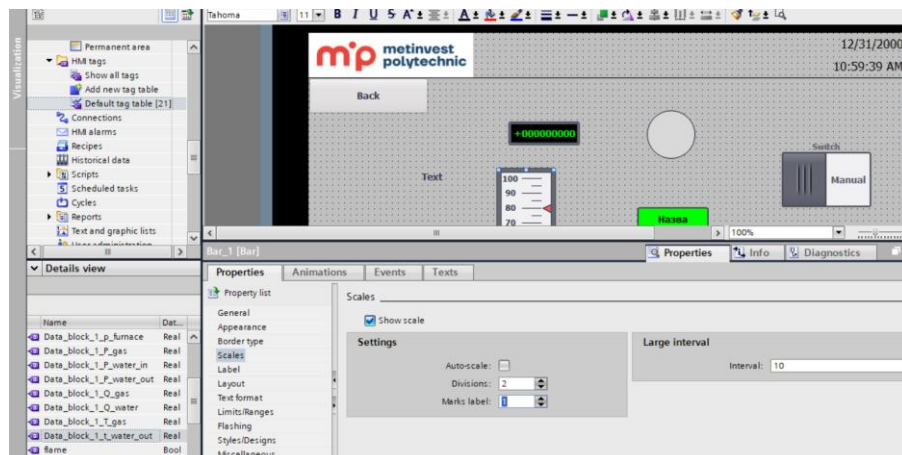 Tahoma 11 B I U S A
Visualization
Permanent area
HMI tags
Show all tags
Add new tag table
Default tag table [21]
Connections
HMI alarms
Recipes
Historical data
Scripts
Scheduled tasks
Cycles
Reports
Text and graphic lists
User administration
metinvest
polytechnic
12/31/2000
10:59:39 AM
Back
+000000000
Switch
Manual
Text
100
90
80
70
Назва
100%
Bar_1 [Bar]
Properties Info Diagnostics
Details view
Name Dat...
Data_block_1_p_furnace Real
Data_block_1_P_gas Real
Data_block_1_P_water_in Real
Data_block_1_P_water_out Real
Data_block_1_Q_gas Real
Data_block_1_Q_water Real
Data_block_1_T_gas Real
Data_block_1_t_water_out Real
flame Bool
Properties Animations Events Texts
Property list
General
Appearance
Border type
Scales
Label
Layout
Text format
Limits/Ranges
Flashing
Styles/Designs
Miscellaneous
Scales
Show scale
Settings
Auto-scale:
Divisions: 2
Marks label: 1
Large interval
Interval: 10